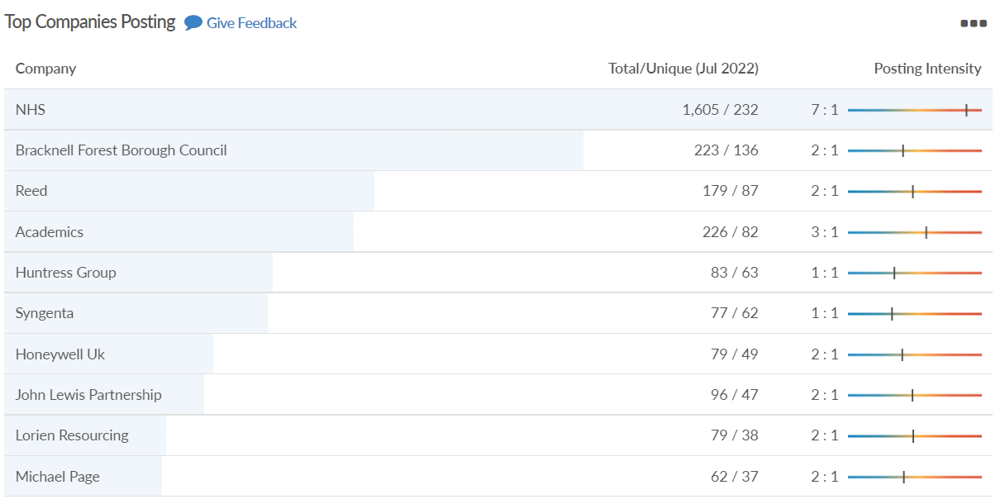 Top Companies Posting Give Feedback
Company Total/Unique (Jul 2022) Posting Intensity
NHS 1,605 / 232 7 : 1
Bracknell Forest Borough Council 223 / 136 2 : 1
Reed 179 / 87 2 : 1
Academics 226 / 82 3 : 1
Huntress Group 83 / 63 1 : 1
Syngenta 77 / 62 1 : 1
Honeywell Uk 79 / 49 2 : 1
John Lewis Partnership 96 / 47 2 : 1
Lorien Resourcing 79 / 38 2 : 1
Michael Page 62 / 37 2 : 1